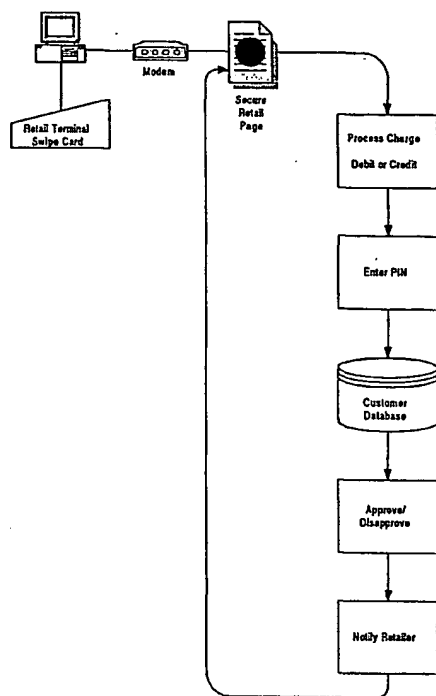 Retail Terminal
Swipe Card
Modem
Secure
Retail
Page
Process Charge
Debit or Credit
Enter PIN
Customer
Database
Approve/
Disapprove
Notify Retailer